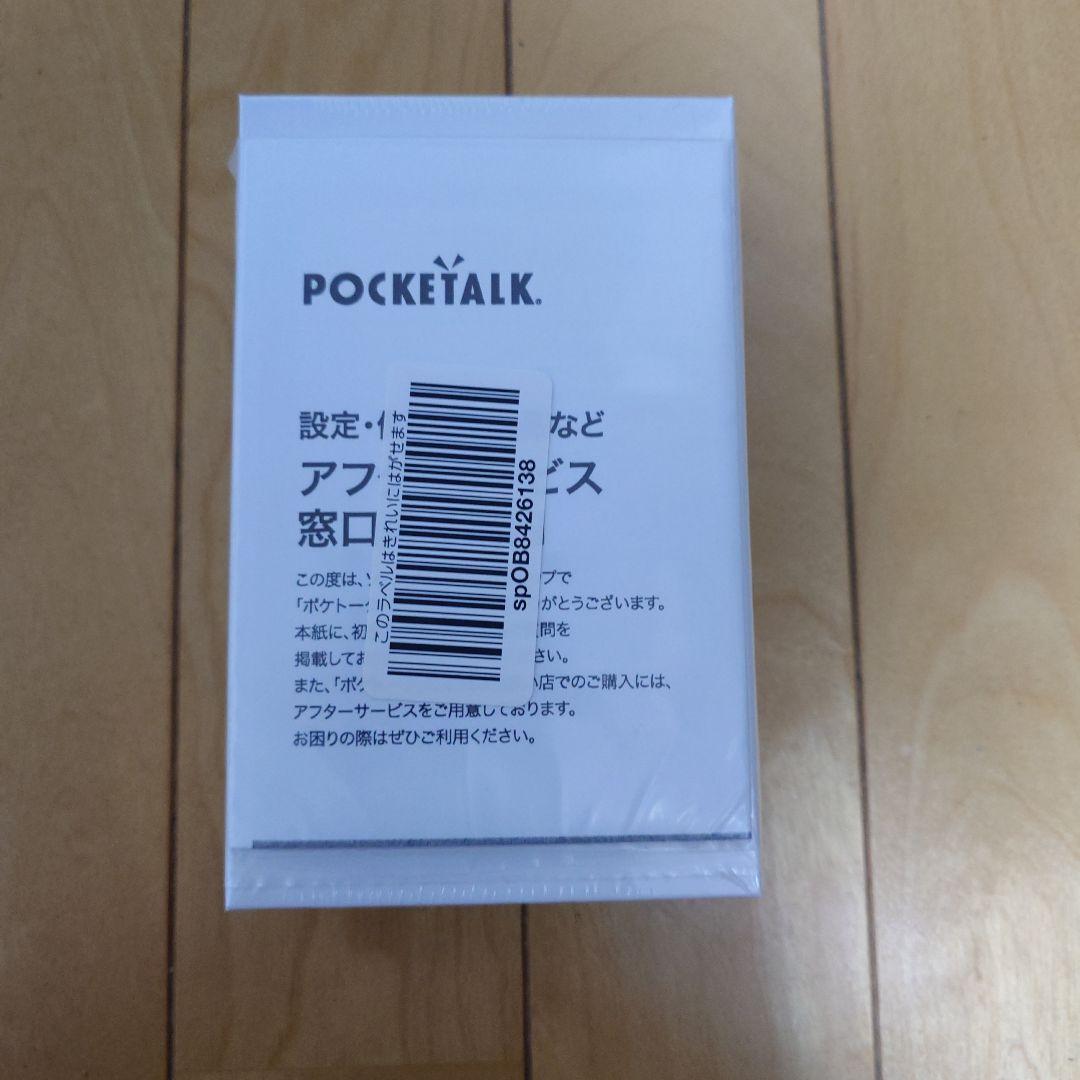 POCKETALK®
設定・ など
アフ ビス
窓口
この度は、 プで
「ポケトー がとうございます。
本紙に、初 問を
掲載してお さい。
また、「ポケ い店でのご購入には、
アフターサービスをご用意しております。
お困りの際はぜひご利用ください。
このラベルはきれいにはがせます
spOB8426138